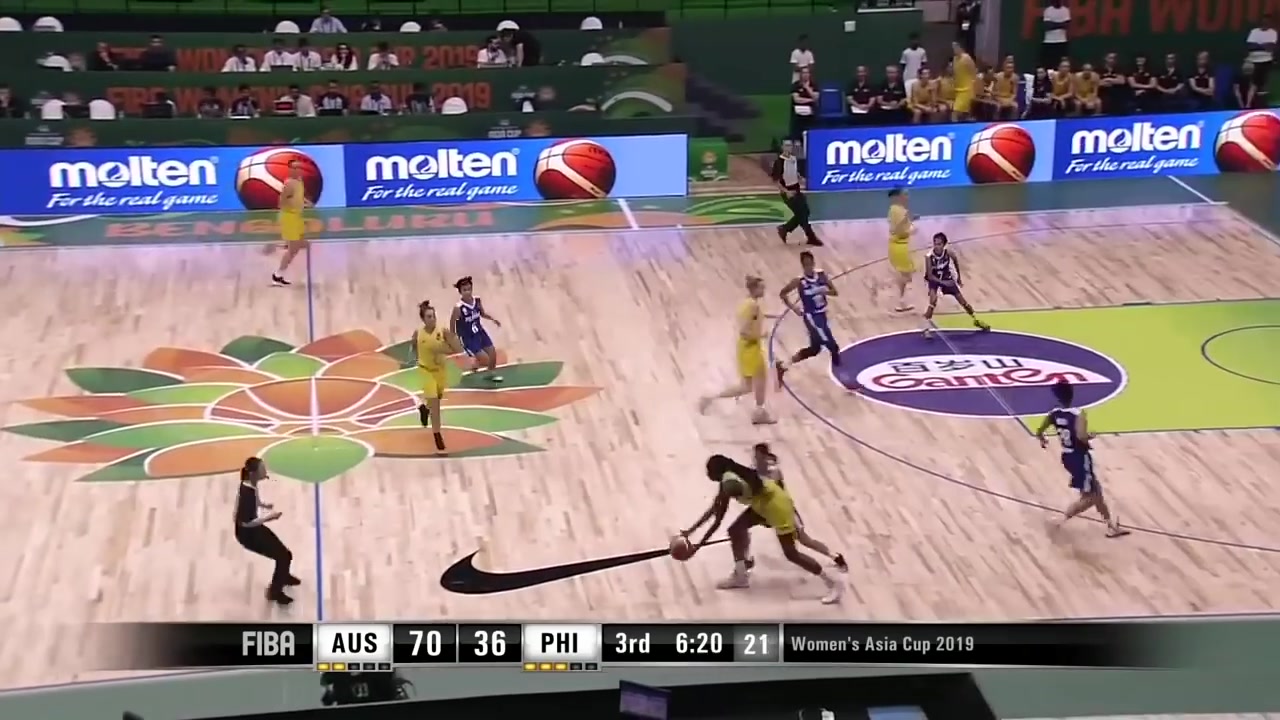 FIBA WOMEN'S ASIA CUP 2019
FIBA WOM
FIBA WOMEN'S ASIA CUP 2019
molten
For the real game
molten
For the real game
molten
For the real game
molten
For the real game
BENGALURU
百岁山
Ganten
FIBA AUS 70 36 PHI 3rd 6:20 21 Women's Asia Cup 2019